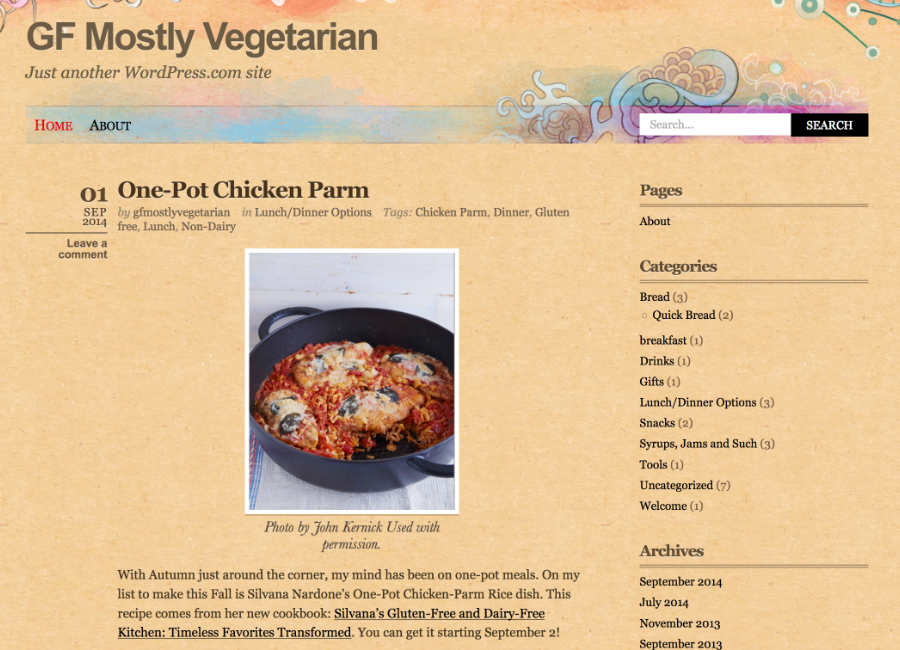 GF Mostly Vegetarian
Just another WordPress.com site
HOME ABOUT
Search... SEARCH
01
SEP
2014
Leave a
comment
One-Pot Chicken Parm
by gfmostlyvegetarian in Lunch/Dinner Options Tags: Chicken Parm, Dinner, Gluten
free, Lunch, Non-Dairy
Photo by John Kernick Used with
permission.
With Autumn just around the corner, my mind has been on one-pot meals. On my
list to make this Fall is Silvana Nardone's One-Pot Chicken-Parm Rice dish. This
recipe comes from her new cookbook: Silvana's Gluten-Free and Dairy-Free
Kitchen: Timeless Favorites Transformed. You can get it starting September 2!
Pages
About
Categories
Bread (3)
Quick Bread (2)
breakfast (1)
Drinks (1)
Gifts (1)
Lunch/Dinner Options (3)
Snacks (2)
Syrups, Jams and Such (3)
Tools (1)
Uncategorized (7)
Welcome (1)
Archives
September 2014
July 2014
November 2013
September 2013